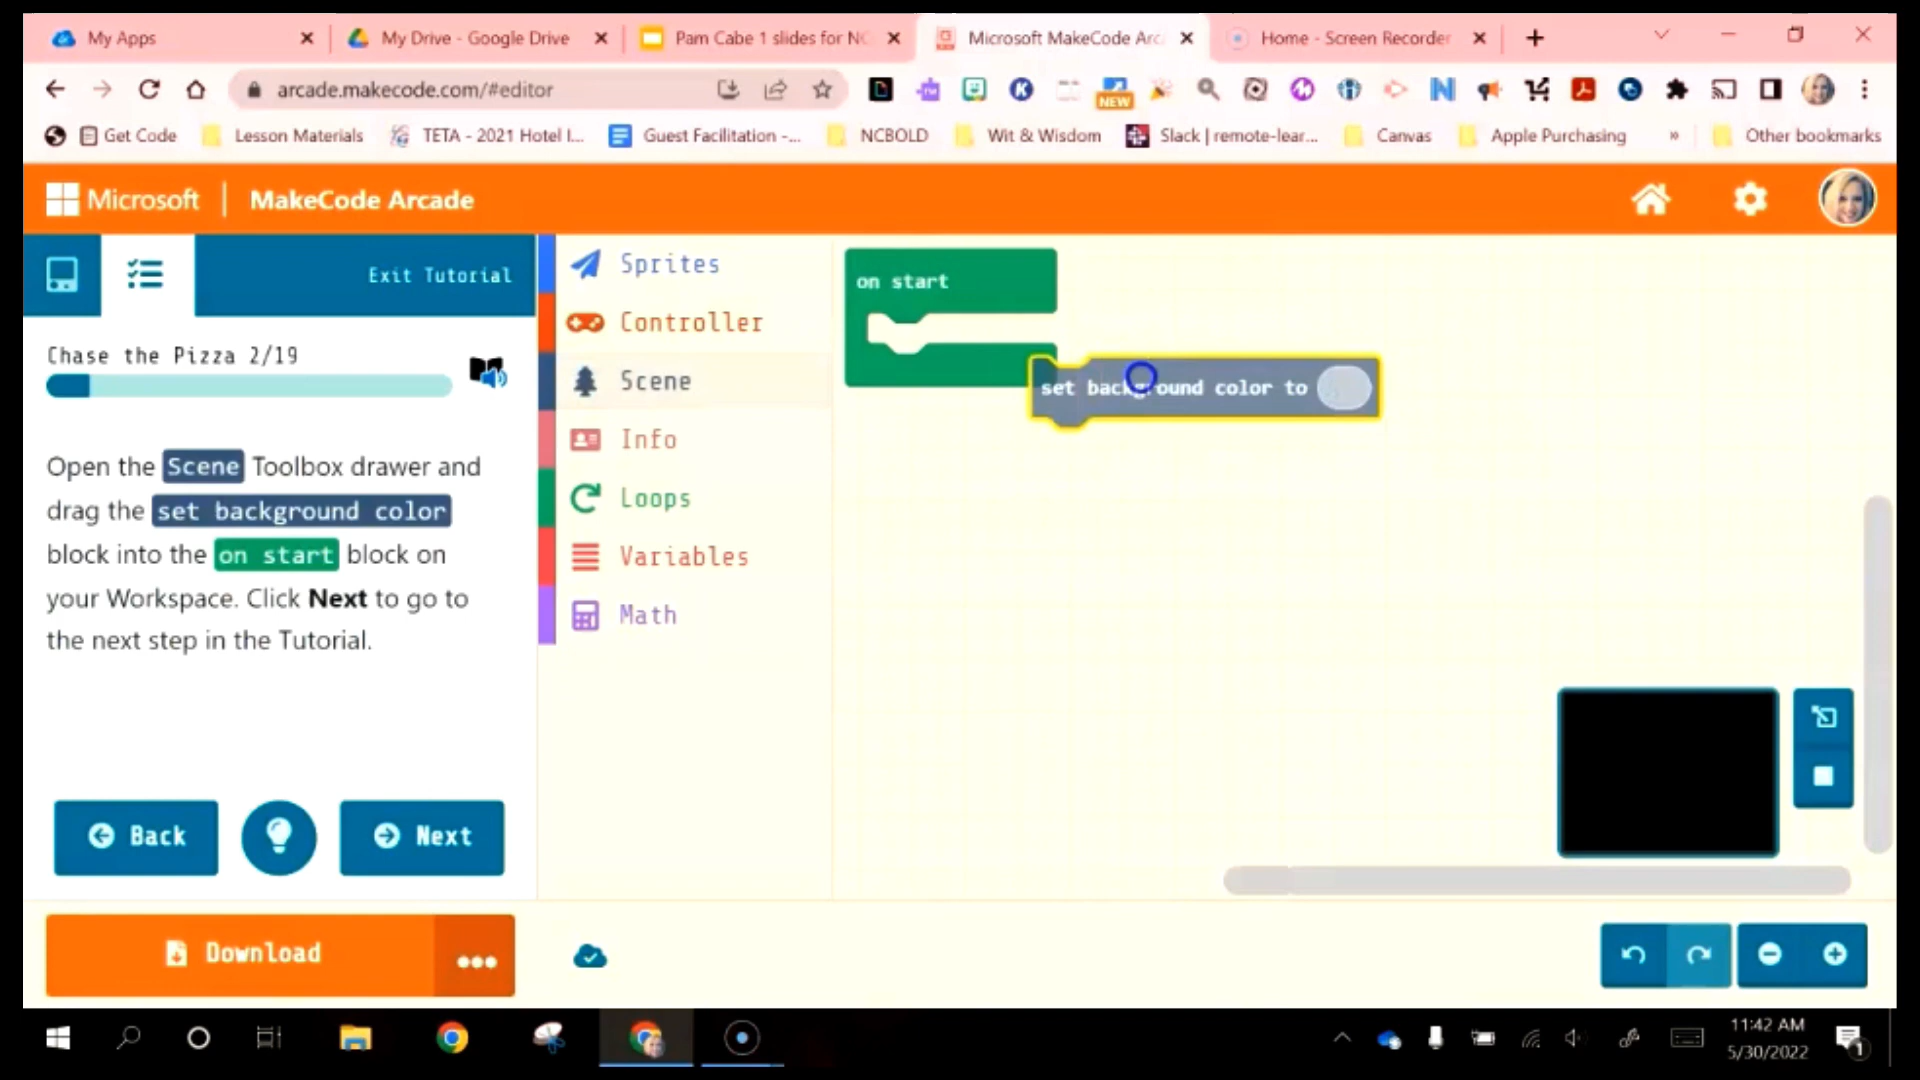 My Apps
My Drive - Google Drive
Pam Cabe 1 slides for NC
Microsoft MakeCode Arc
Home - Screen Recorder
arcade.makecode.com/#editor
NEW
Get Code
Lesson Materials
TETA - 2021 Hotel I...
Guest Facilitation -...
NCBOLD
Wit & Wisdom
Slack | remote-lear...
Canvas
Apple Purchasing
»
Other bookmarks
Microsoft
MakeCode Arcade
Exit Tutorial
Chase the Pizza 2/19
Open the Scene Toolbox drawer and
drag the set background color
block into the on start block on
your Workspace. Click Next to go to
the next step in the Tutorial.
Back
Next
Download
Sprites
Controller
Scene
Info
Loops
Variables
Math
on start
set background color to
11:42 AM
5/30/2022
1